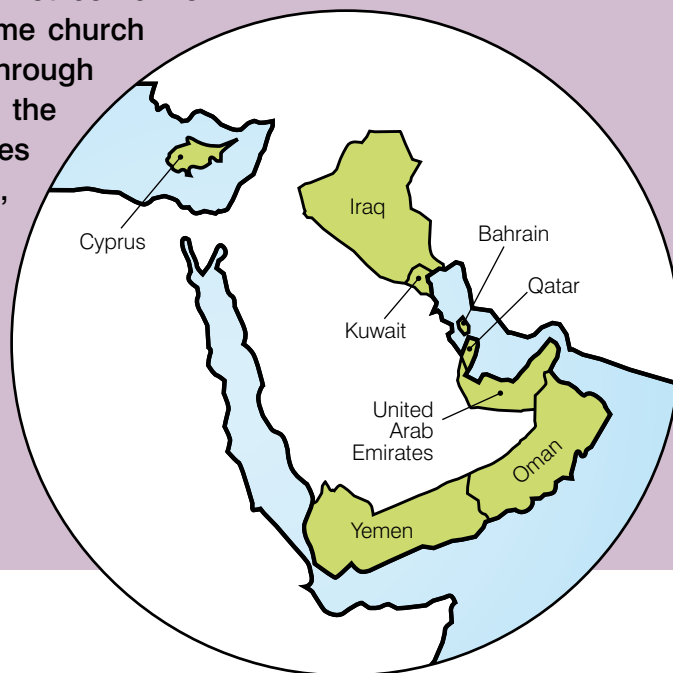 me church
hrough
the
es
,
Cyprus
Iraq
Bahrain
Qatar
Kuwait
United
Arab
Emirates
Oman
Yemen